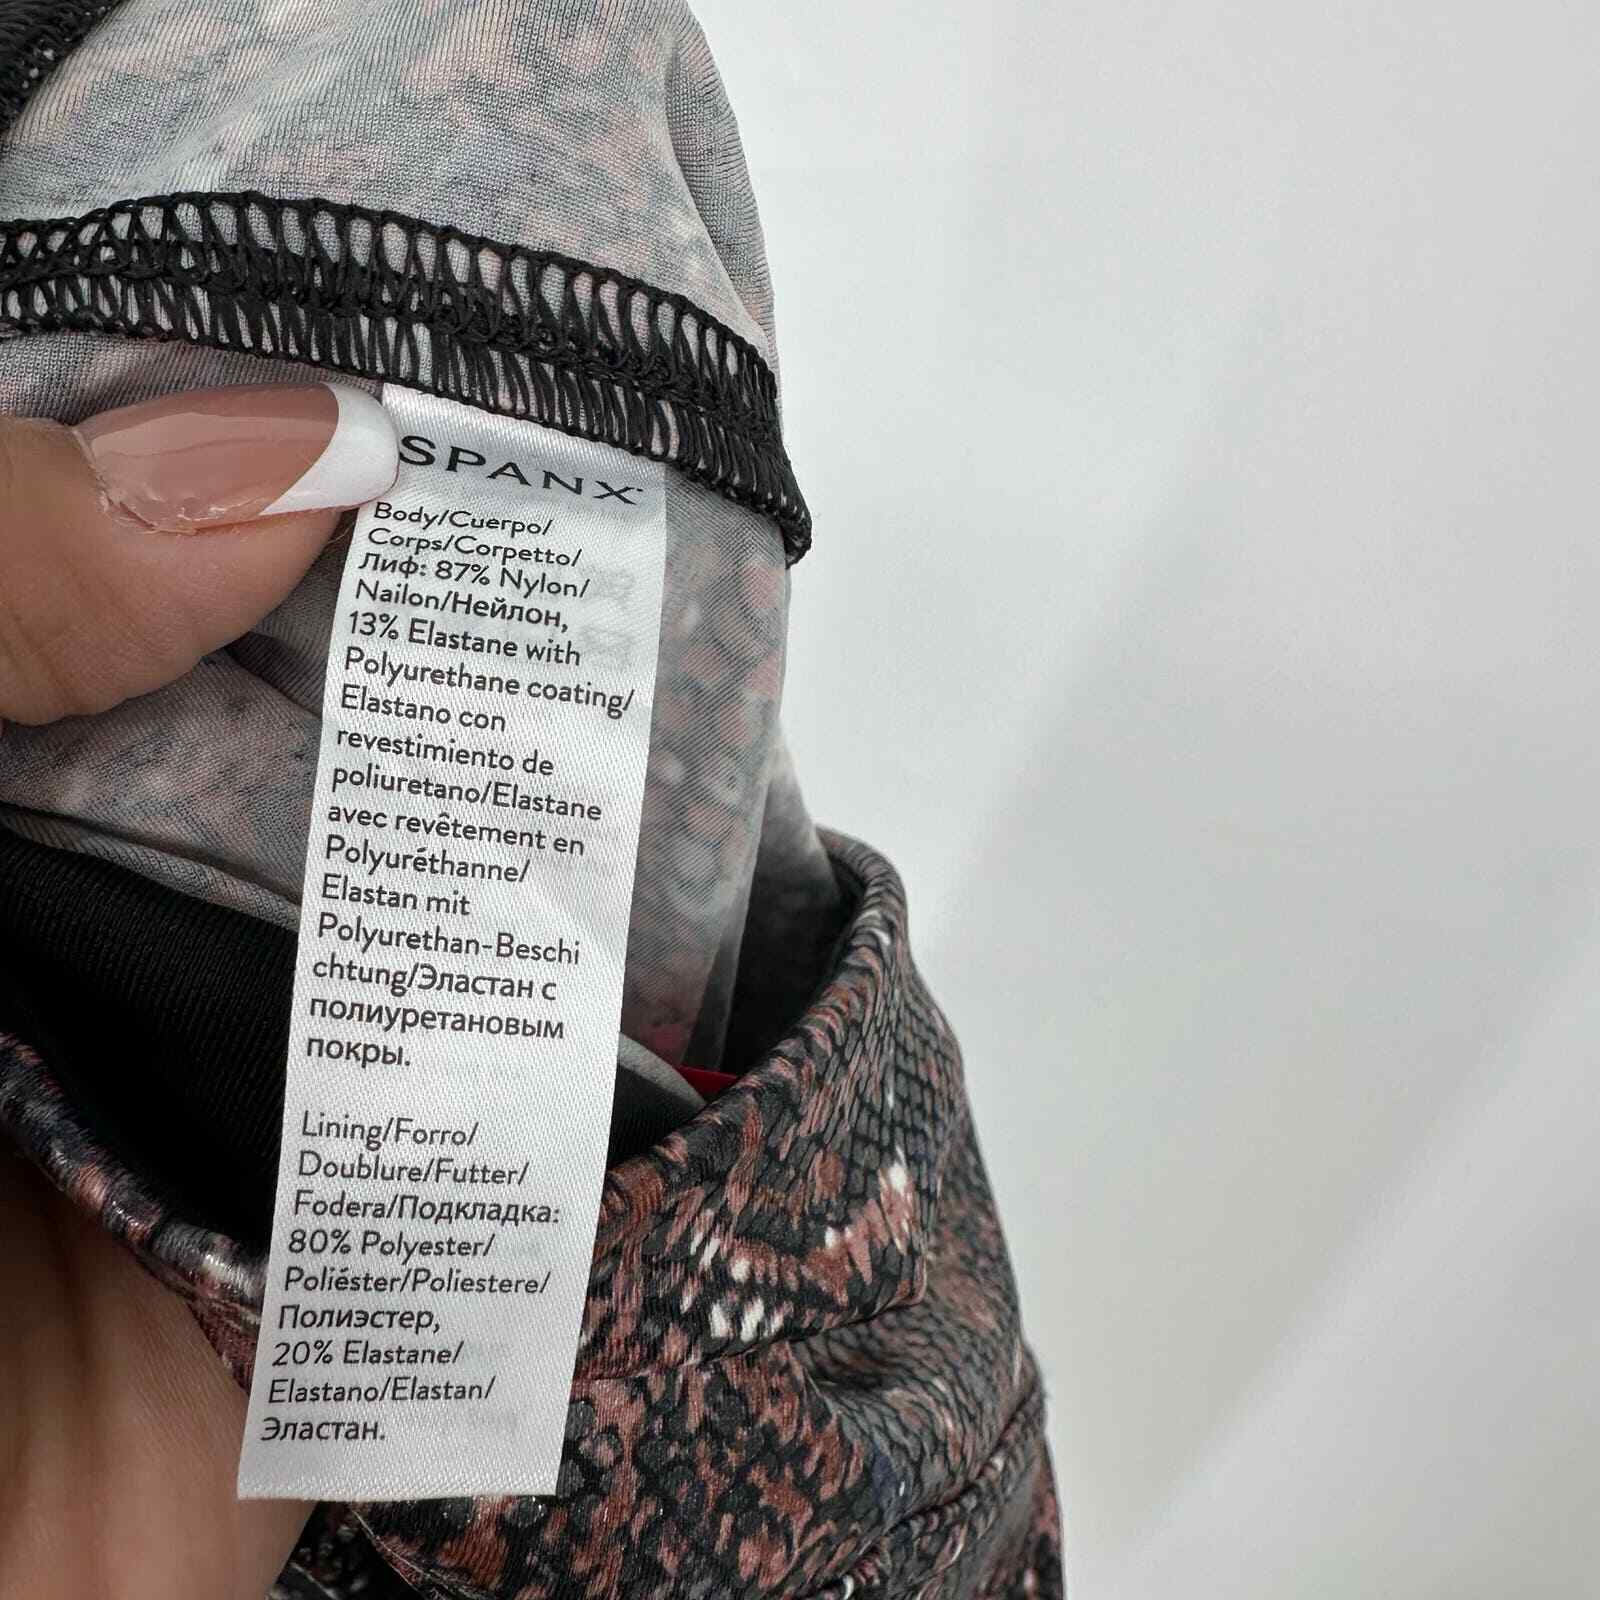 SPANX
Body/Cuerpo/
Corps/Corpetto/
Лиф: 87% Nylon/
Nailon/Нейлон,
13% Elastane with
Polyurethane coating/
Elastano con
revestimiento de
poliuretano/Elastane
avec revêtement en
Polyuréthanne/
Elastan mit
Polyurethan-Beschi
chtung/Эластан с
полиуретановым
покры.
Lining/Forro/
Doublure/Futter/
Fodera/Подкладка:
80% Polyester/
Poliéster/Poliestere/
Полиэстер,
20% Elastane/
Elastano/Elastan/
Эластан.